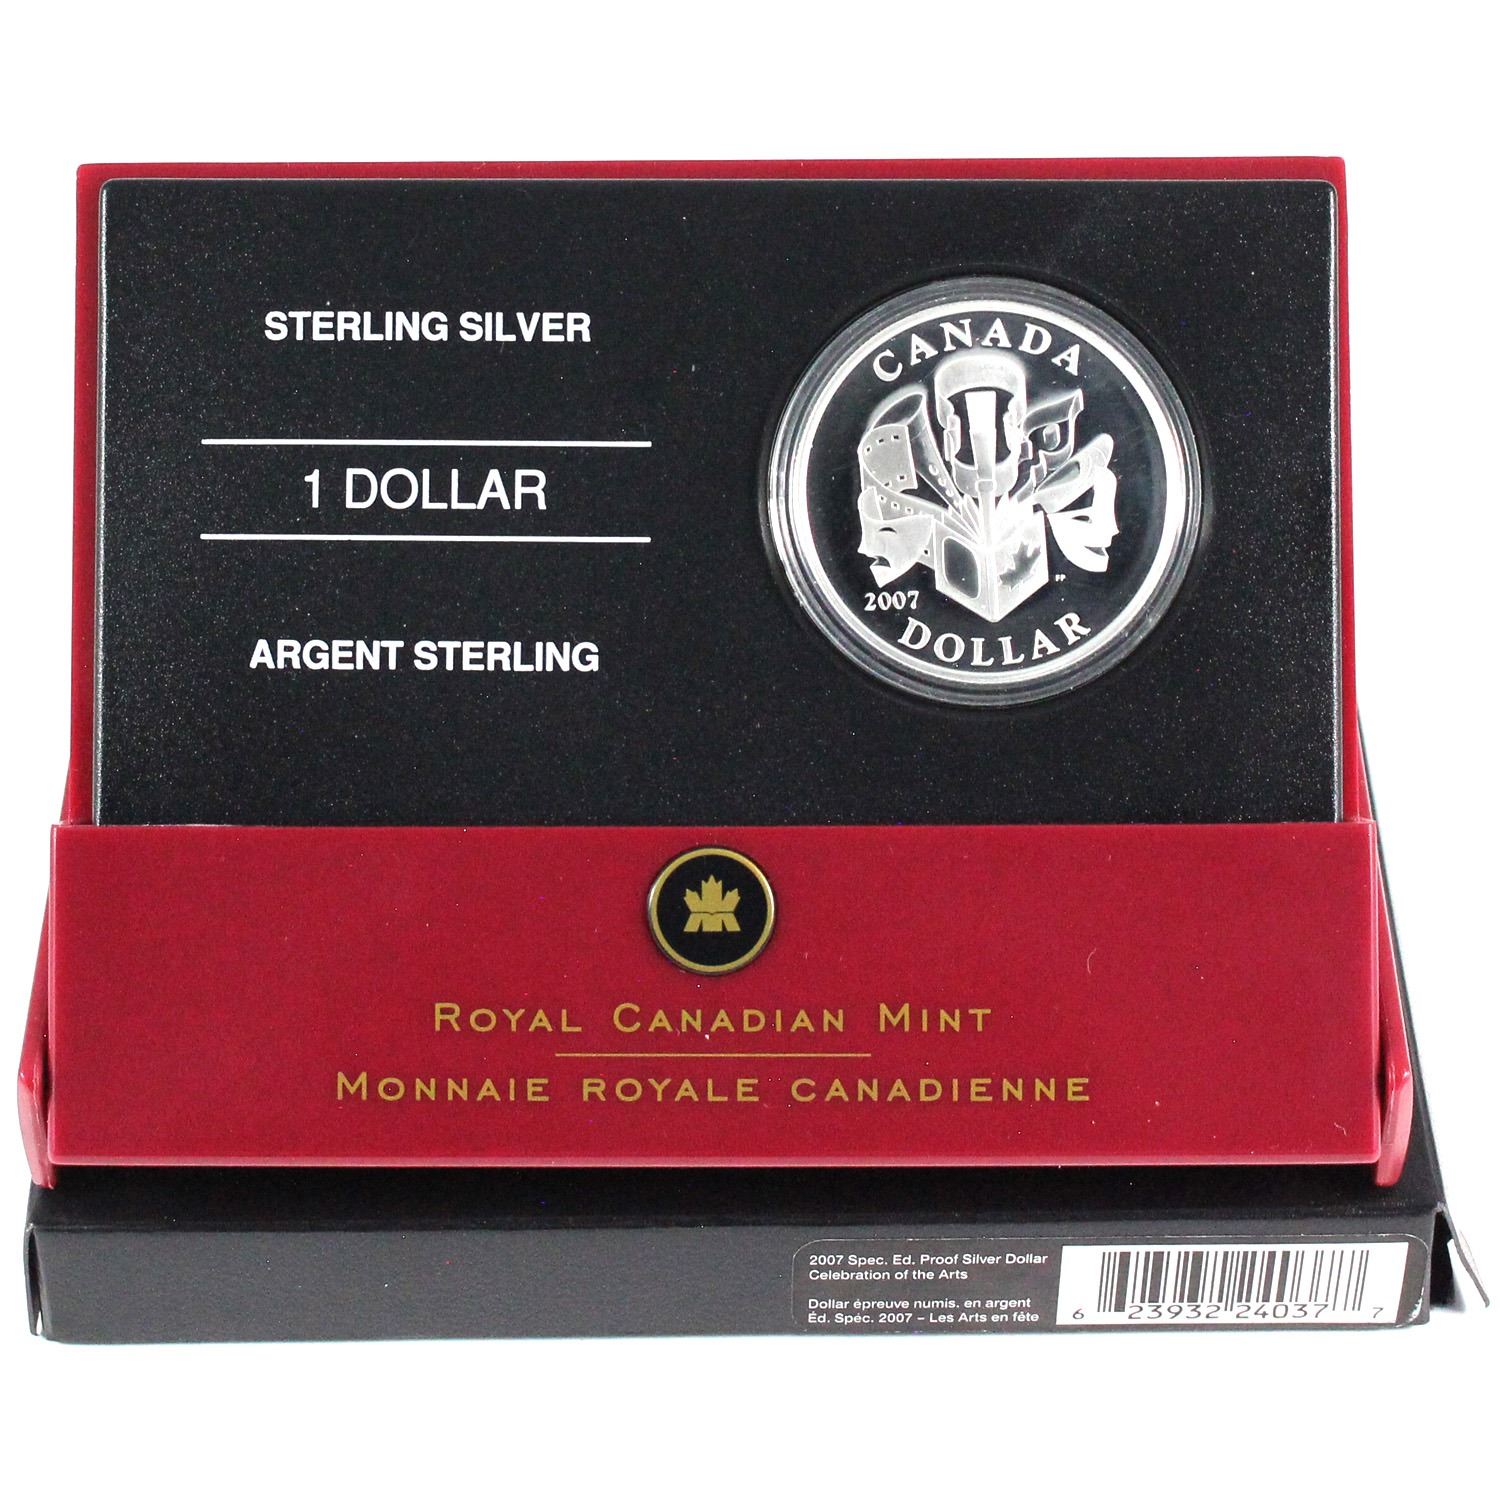 STERLING SILVER
1 DOLLAR
ARGENT STERLING
CANADA
2007
FP
DOLLAR
ROYAL CANADIAN MINT
MONNAIE ROYALE CANADIENNE
2007 Spec. Ed. Proof Silver Dollar
Celebration of the Arts
Dollar épreuve numis. en argent
Éd. Spéc. 2007 – Les Arts en fête
6 23932 24037 7